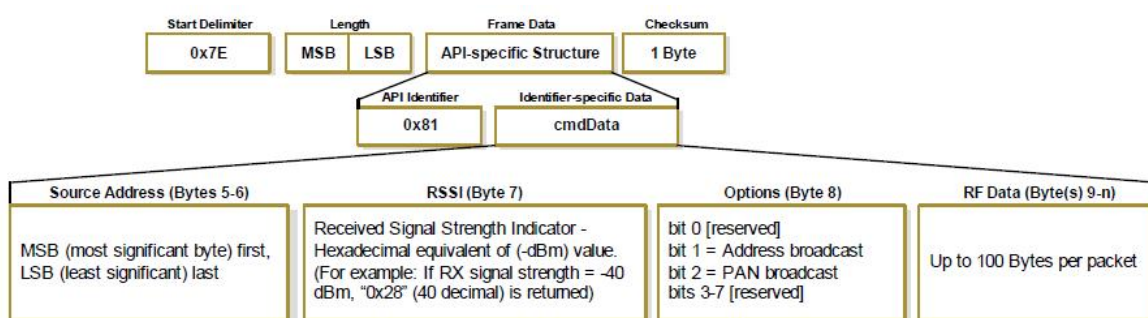 Start Delimiter
Length
Frame Data
Checksum
0x7E
MSB
LSB
API-specific Structure
1 Byte
API Identifier
Identifier-specific Data
0x81
cmdData
Source Address (Bytes 5-6)
MSB (most significant byte) first,
LSB (least significant) last
RSSI (Byte 7)
Received Signal Strength Indicator -
Hexadecimal equivalent of (-dBm) value.
(For example: If RX signal strength = -40
dBm, “0x28” (40 decimal) is returned)
Options (Byte 8)
bit 0 [reserved]
bit 1 = Address broadcast
bit 2 = PAN broadcast
bits 3-7 [reserved]
RF Data (Byte(s) 9-n)
Up to 100 Bytes per packet